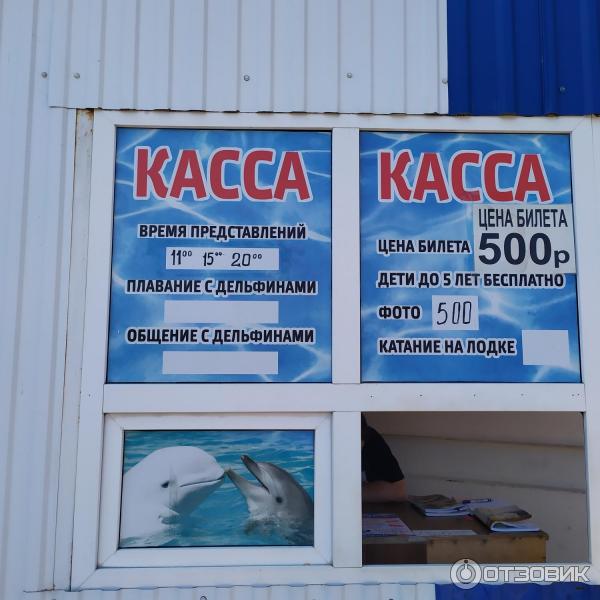 КАССА
ВРЕМЯ ПРЕДСТАВЛЕНИЙ
11⁰⁰ 15⁰⁰ 20⁰⁰
ПЛАВАНИЕ С ДЕЛЬФИНАМИ
ОБЩЕНИЕ С ДЕЛЬФИНАМИ
КАССА
ЦЕНА БИЛЕТА
ЦЕНА БИЛЕТА
500р
ДЕТИ ДО 5 ЛЕТ БЕСПЛАТНО
ФОТО 500
КАТАНИЕ НА ЛОДКЕ
ОТЗОВИК